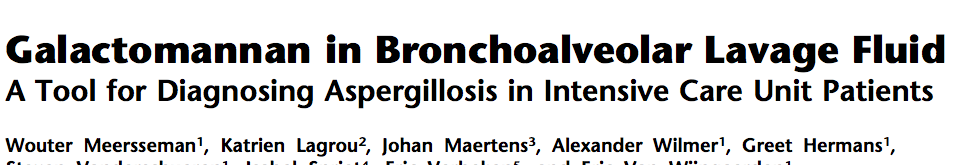 Galactomannan in Bronchoalveolar Lavage Fluid
A Tool for Diagnosing Aspergillosis in Intensive Care Unit Patients
Wouter Meersseman¹, Katrien Lagrou², Johan Maertens³, Alexander Wilmer¹, Greet Hermans¹,